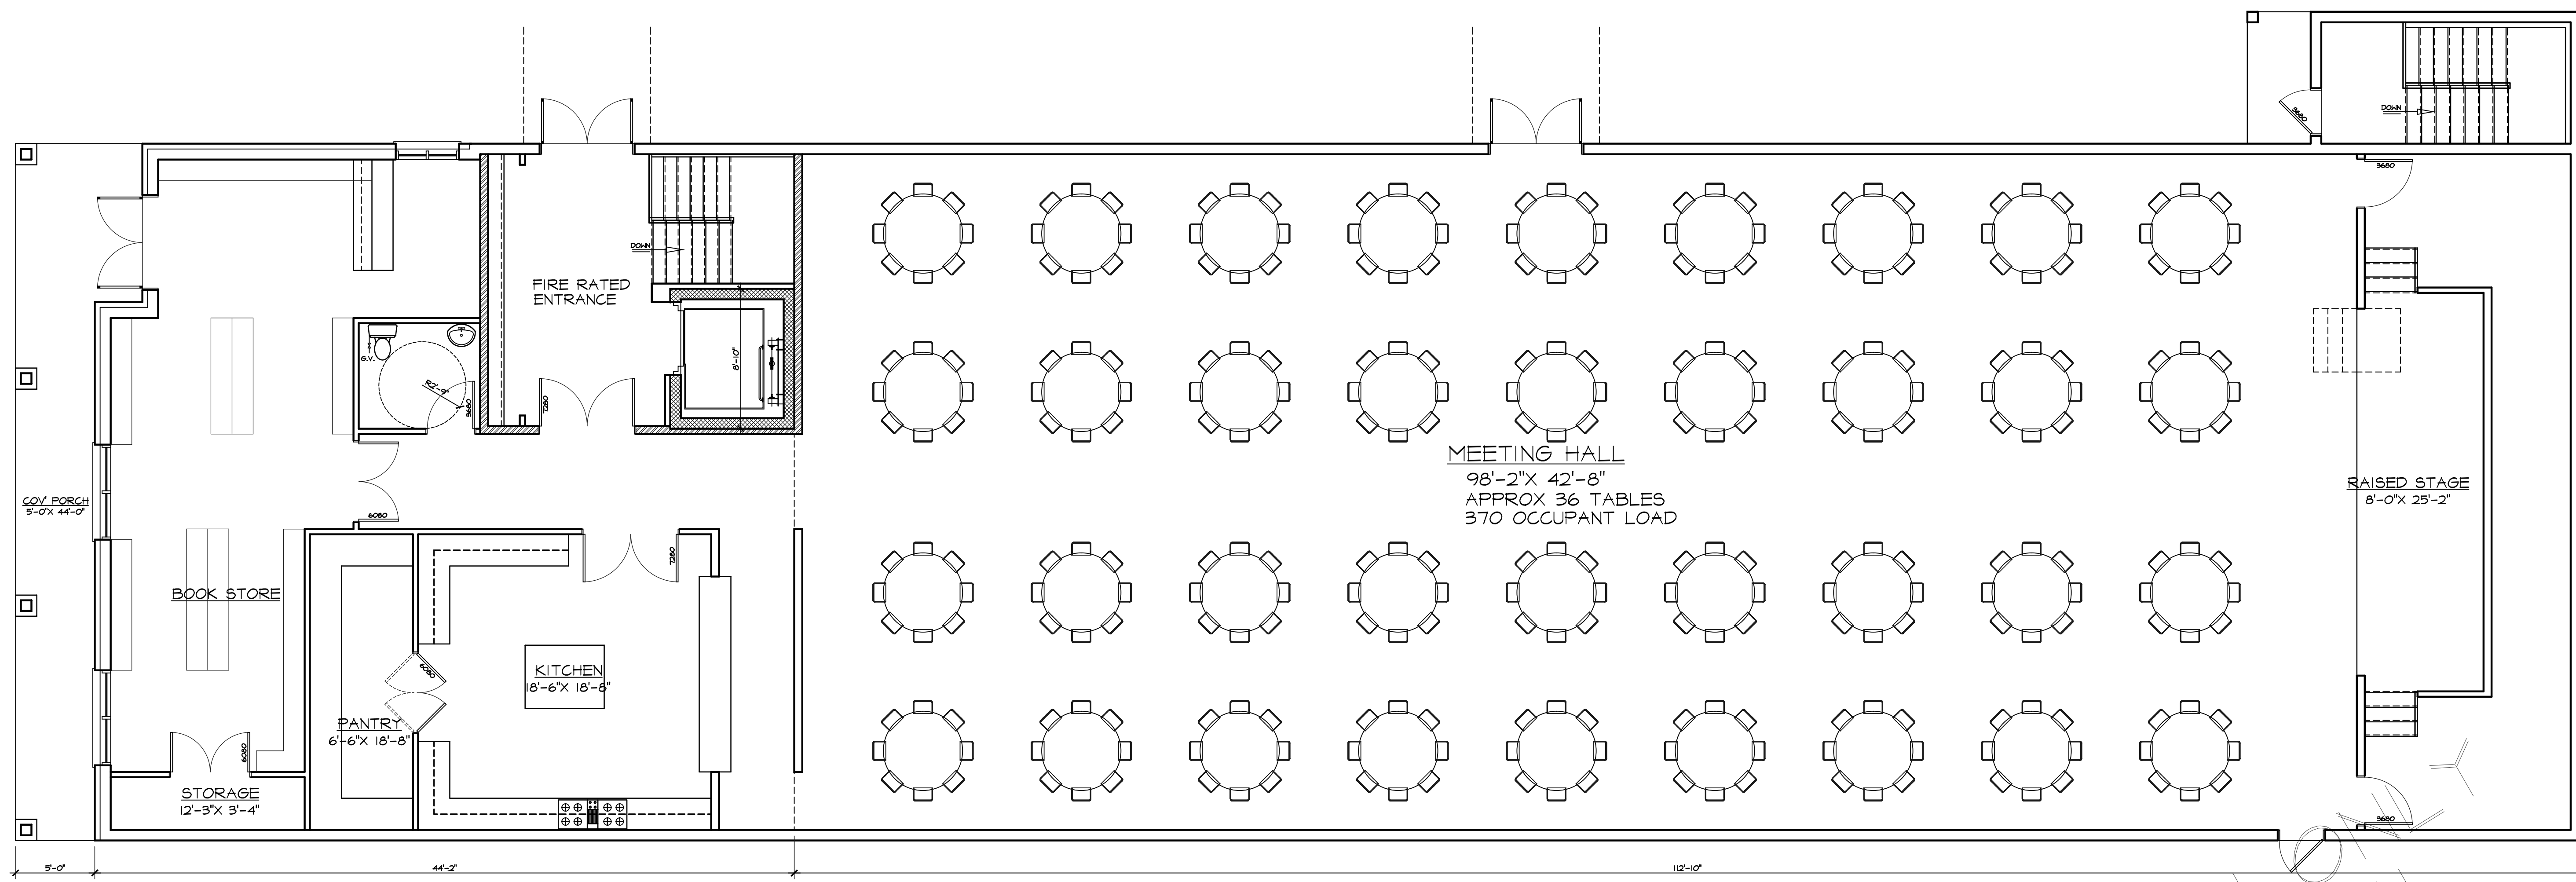 DOWN
3680
3680
DOWN
FIRE RATED
ENTRANCE
8'-10"
G.V.
R2'-9"
3680
7280
MEETING HALL
98'-2"X 42'-8"
APPROX 36 TABLES
370 OCCUPANT LOAD
RAISED STAGE
8'-0"X 25'-2"
COV' PORCH
5'-0"X 44'-0"
6080
7280
BOOK STORE
KITCHEN
18'-6"X 18'-8"
6080
PANTRY
6'-6"X 18'-8"
6080
STORAGE
12'-3"X 3'-4"
3680
5'-0"
44'-2"
112'-10"